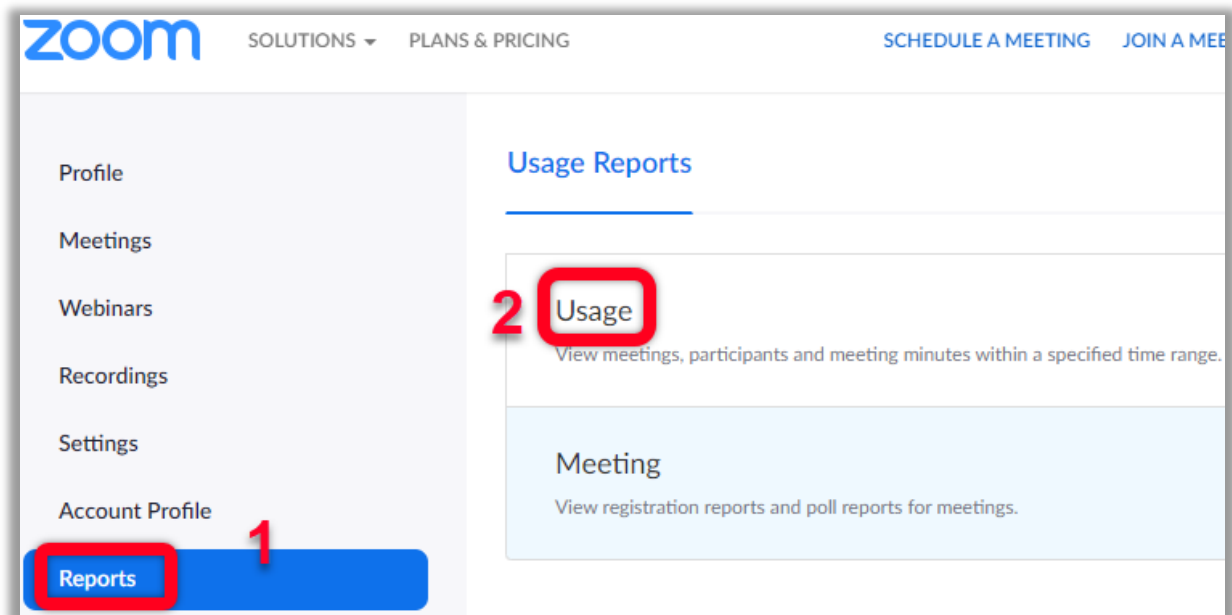 zoom SOLUTIONS PLANS & PRICING SCHEDULE A MEETING JOIN A MEE
Profile
Meetings
Webinars
Recordings
Settings
Account Profile
1
Reports
Usage Reports
2 Usage
View meetings, participants and meeting minutes within a specified time range.
Meeting
View registration reports and poll reports for meetings.